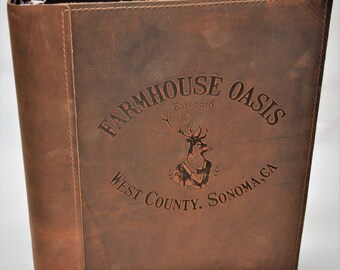 FARMHOUSE OASIS
Est. 2016
WEST COUNTY, SONOMA, CA